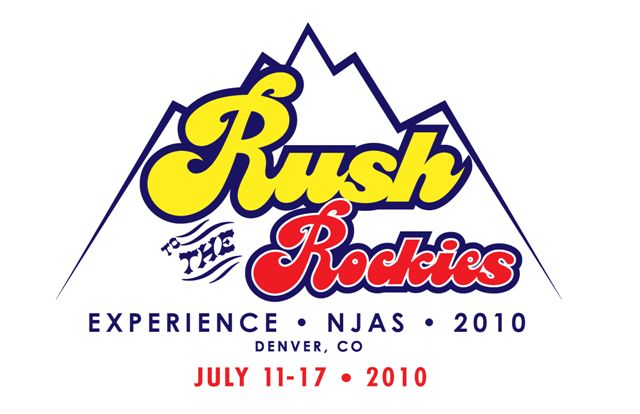 Rush
TO THE
Rockies
EXPERIENCE • NJAS • 2010
DENVER, CO
JULY 11-17 • 2010